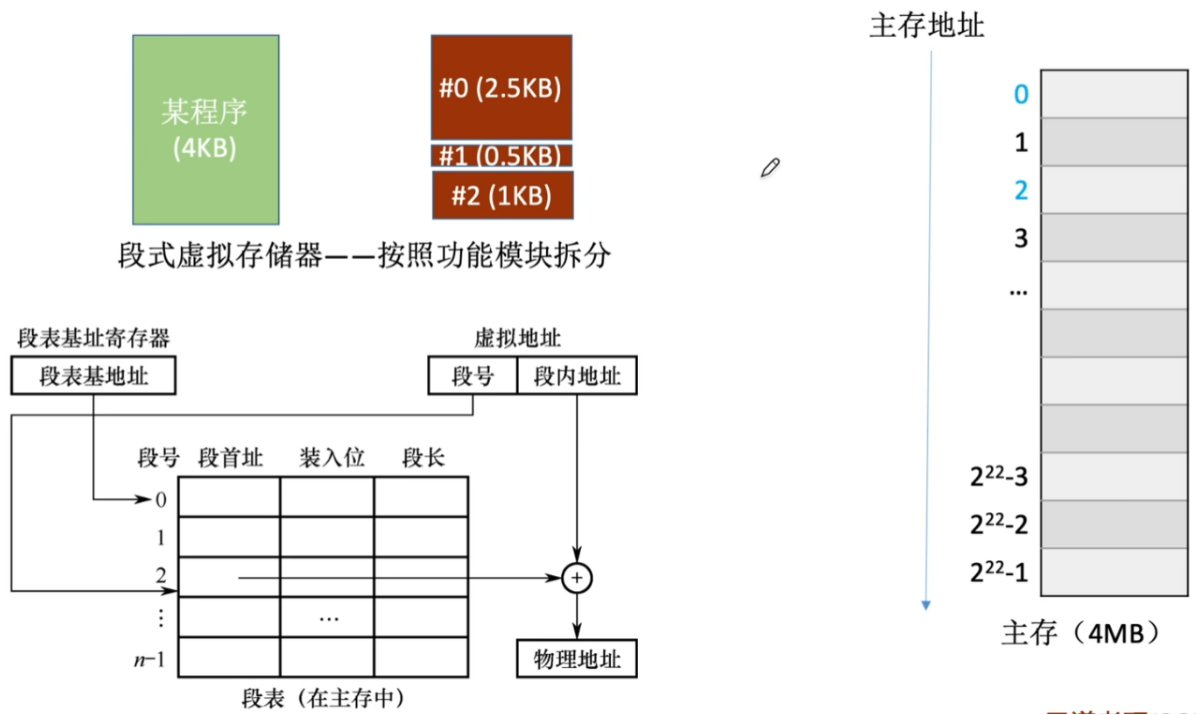 主存地址
某程序
(4KB)
#0 (2.5KB)
#1 (0.5KB)
#2 (1KB)
段式虚拟存储器——按照功能模块拆分
0
1
2
3
...
2²²-3
2²²-2
2²²-1
主存（4MB）
段表基址寄存器
段表基地址
虚拟地址
段号 段内地址
段号 段首址 装入位 段长
0
1
2
⋮ ...
n-1
物理地址
段表（在主存中）